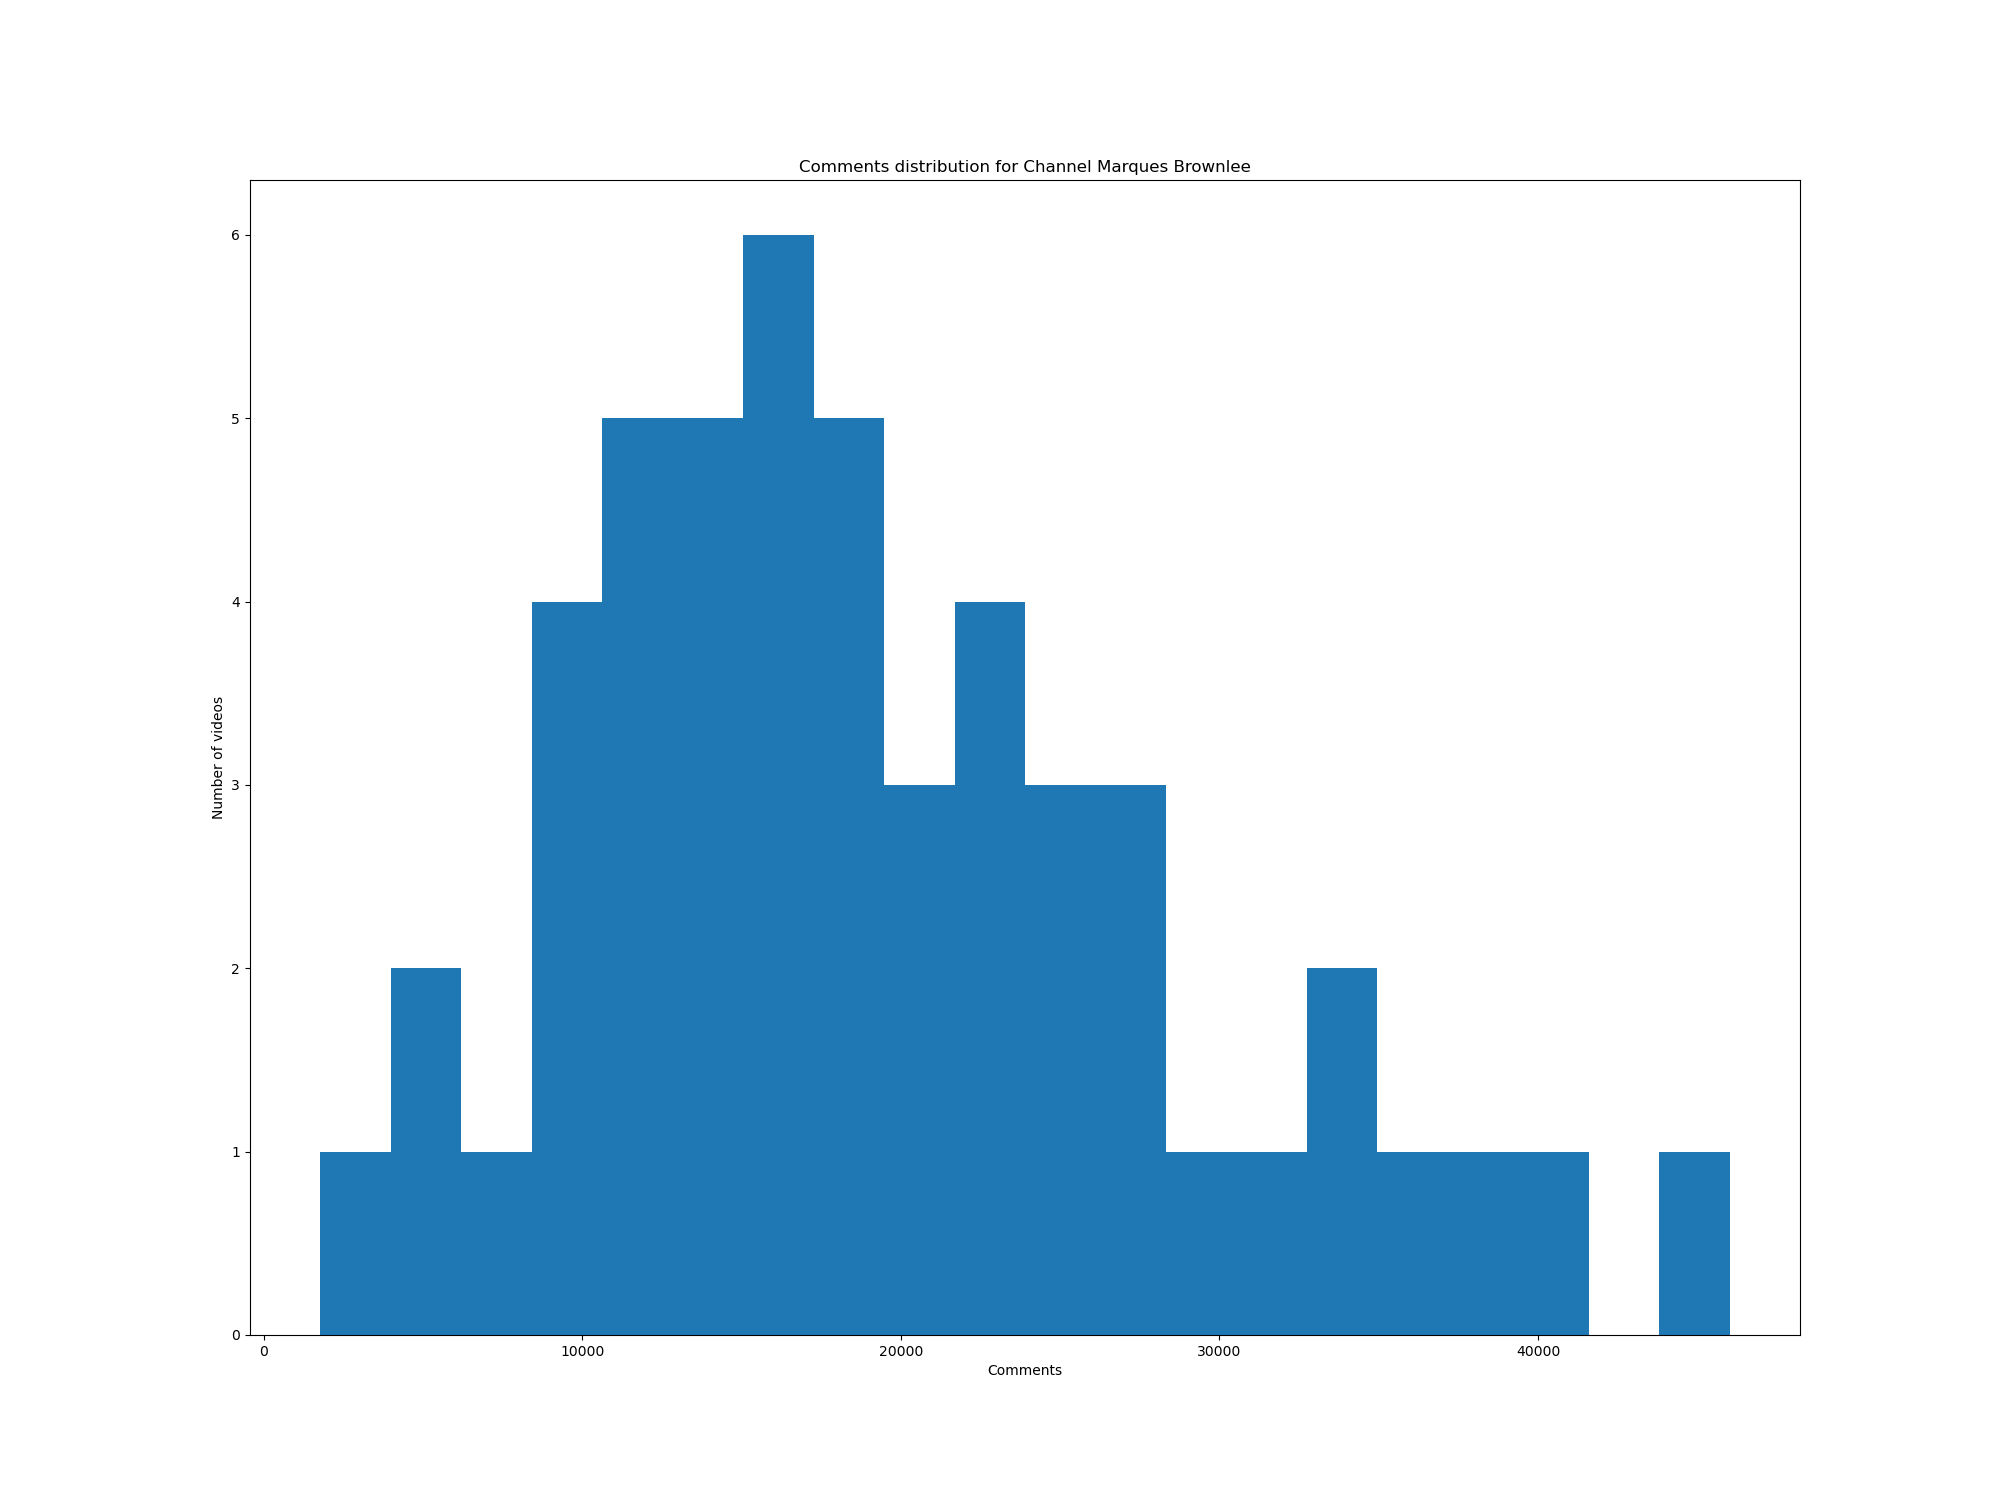 Comments distribution for Channel Marques Brownlee
6
5
4
3
2
1
0
Number of videos
0 10000 20000 30000 40000
Comments